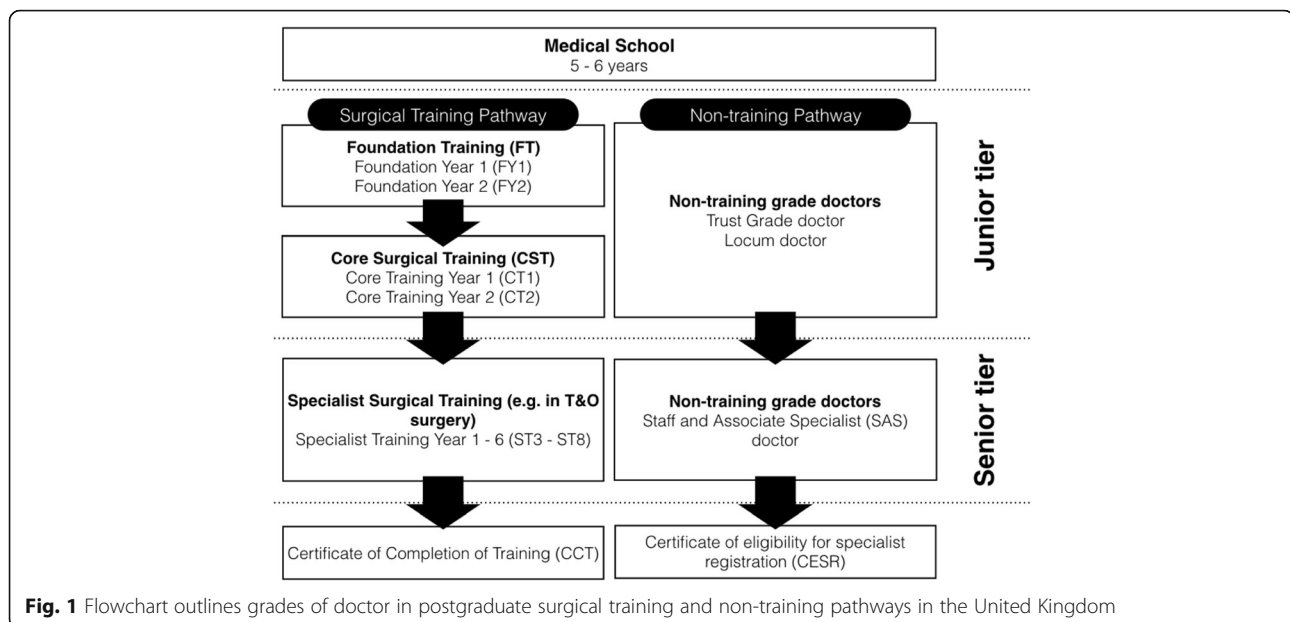 Medical School
5 - 6 years
Surgical Training Pathway
Foundation Training (FT)
Foundation Year 1 (FY1)
Foundation Year 2 (FY2)
Core Surgical Training (CST)
Core Training Year 1 (CT1)
Core Training Year 2 (CT2)
Non-training Pathway
Non-training grade doctors
Trust Grade doctor
Locum doctor
Junior tier
Specialist Surgical Training (e.g. in T&O
surgery)
Specialist Training Year 1 - 6 (ST3 - ST8)
Non-training grade doctors
Staff and Associate Specialist (SAS)
doctor
Senior tier
Certificate of Completion of Training (CCT)
Certificate of eligibility for specialist
registration (CESR)
Fig. 1 Flowchart outlines grades of doctor in postgraduate surgical training and non-training pathways in the United Kingdom